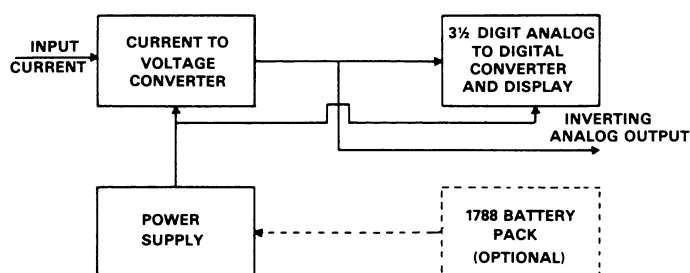 INPUT
CURRENT
CURRENT TO
VOLTAGE
CONVERTER
3½ DIGIT ANALOG
TO DIGITAL
CONVERTER
AND DISPLAY
INVERTING
ANALOG OUTPUT
POWER
SUPPLY
1788 BATTERY
PACK
(OPTIONAL)